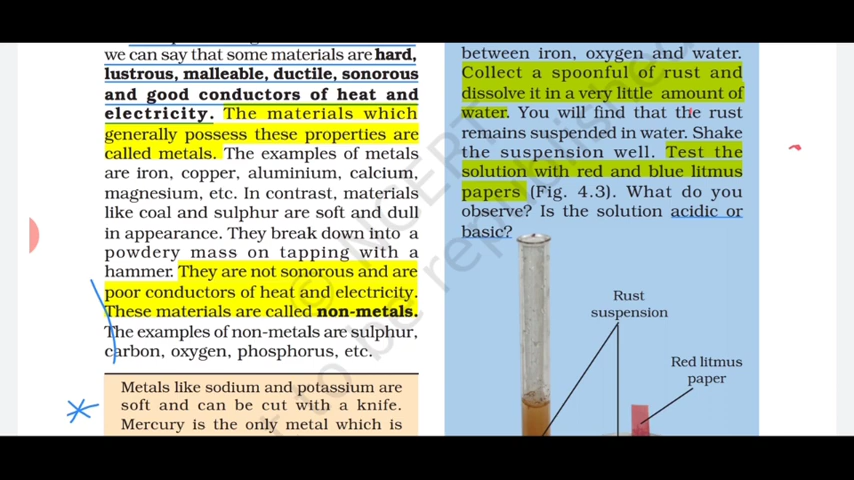 we can say that some materials are hard,
lustrous, malleable, ductile, sonorous
and good conductors of heat and
electricity. The materials which
generally possess these properties are
called metals. The examples of metals
are iron, copper, aluminium, calcium,
magnesium, etc. In contrast, materials
like coal and sulphur are soft and dull
in appearance. They break down into a
powdery mass on tapping with a
hammer. They are not sonorous and are
poor conductors of heat and electricity.
These materials are called non-metals.
The examples of non-metals are sulphur,
carbon, oxygen, phosphorus, etc.
Metals like sodium and potassium are
soft and can be cut with a knife.
Mercury is the only metal which is
between iron, oxygen and water.
Collect a spoonful of rust and
dissolve it in a very little amount of
water. You will find that the rust
remains suspended in water. Shake
the suspension well. Test the
solution with red and blue litmus
papers (Fig. 4.3). What do you
observe? Is the solution acidic or
basic?
Rust
suspension
Red litmus
paper
© NCERT
not to be republished